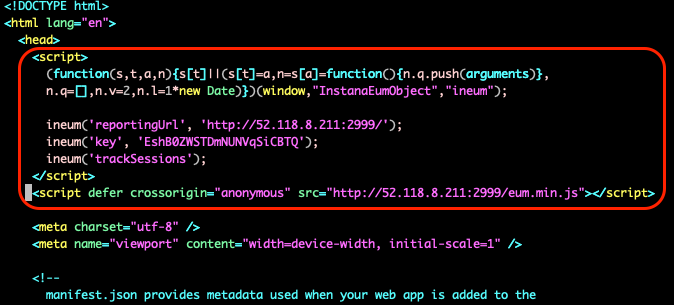 <!DOCTYPE html>
<html lang="en">
<head>
<script>
(function(s,t,a,n){s[t]||(s[t]=a,n=s[a]=function(){n.q.push(arguments)},
n.q=[],n.v=2,n.l=1*new Date)})(window,"InstanaEumObject","ineum");
ineum('reportingUrl', 'http://52.118.8.211:2999/');
ineum('key', 'EshB0ZWSTDmNUNVqSiCBTQ');
ineum('trackSessions');
</script>
<script defer crossorigin="anonymous" src="http://52.118.8.211:2999/eum.min.js"></script>
<meta charset="utf-8" />
<meta name="viewport" content="width=device-width, initial-scale=1" />
<!--
manifest.json provides metadata used when your web app is added to the